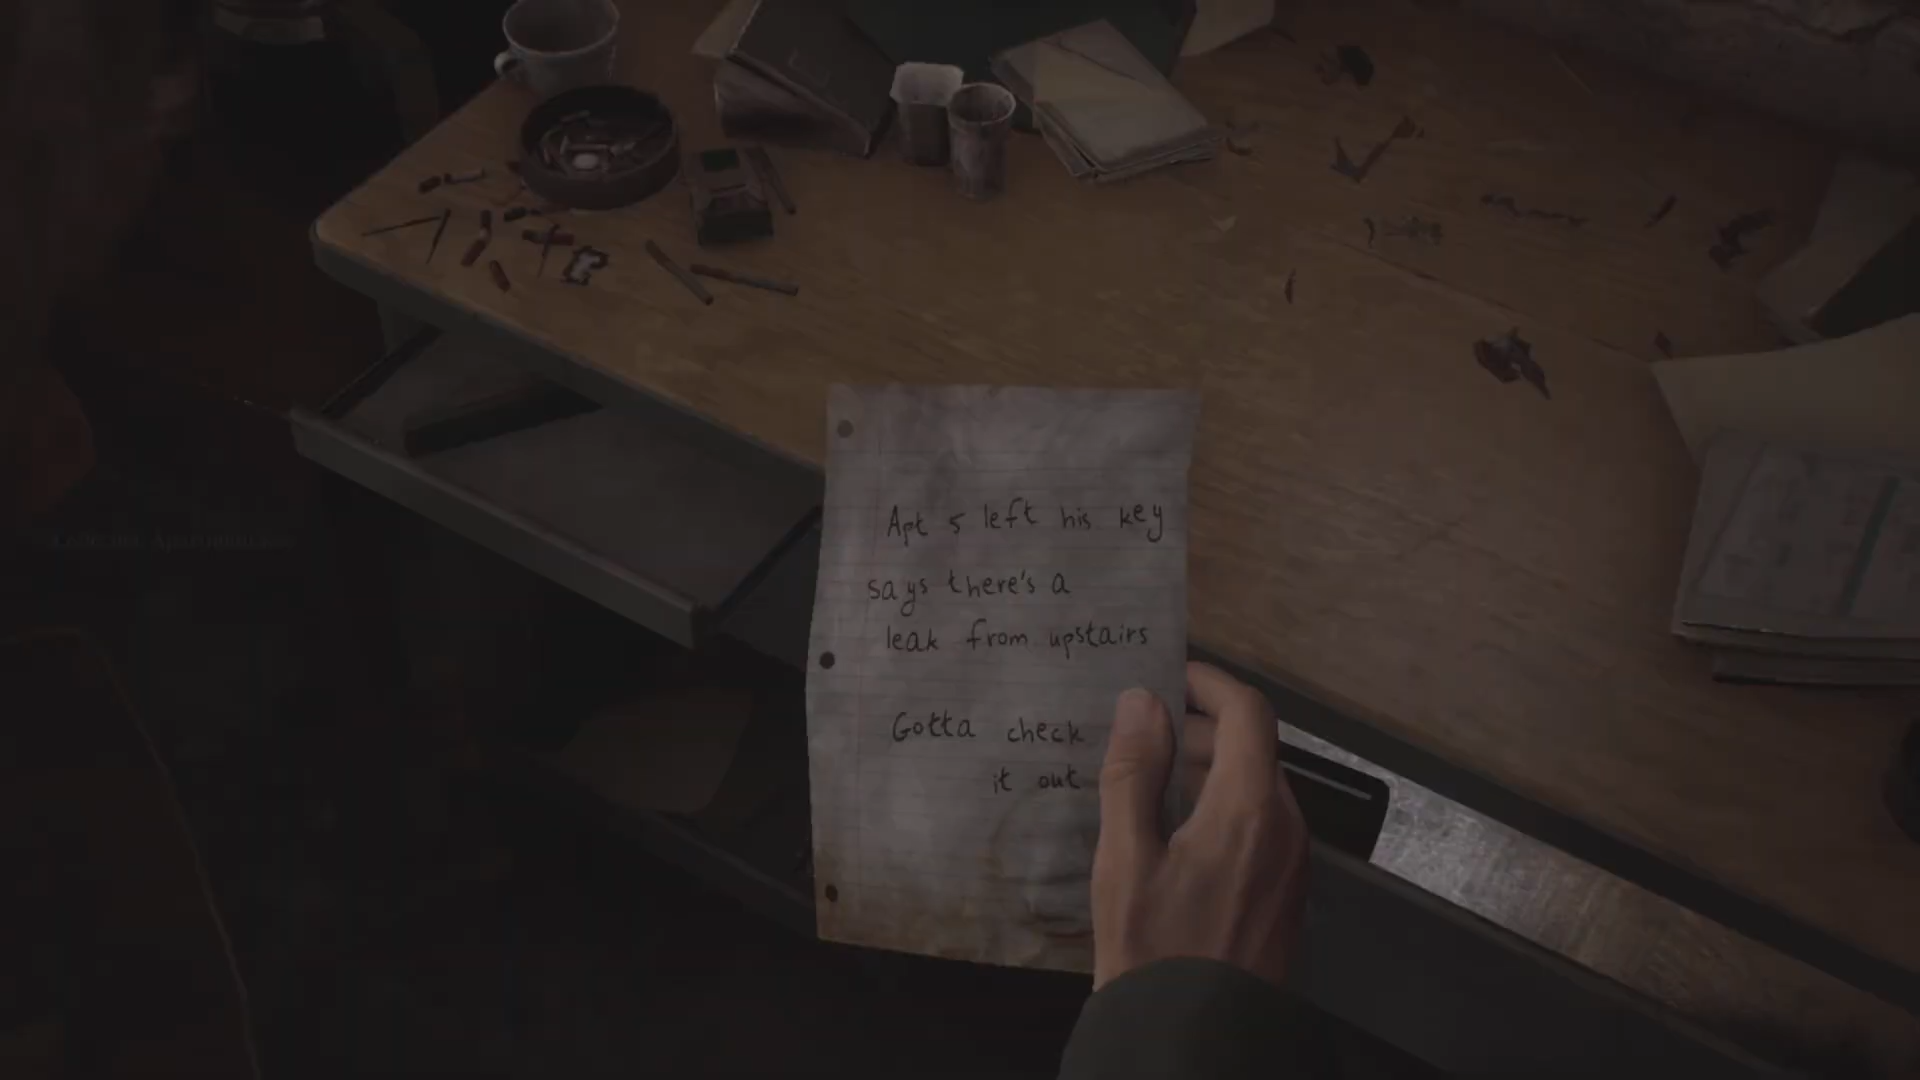 Apt 5 left his key
says there's a
leak from upstairs
Gotta check
it out